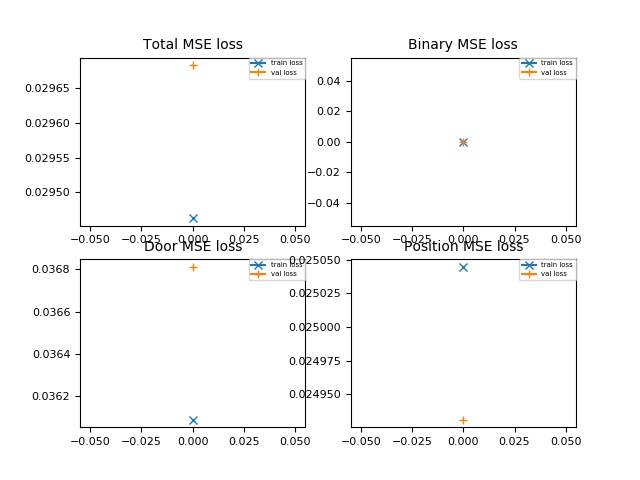 Total MSE loss
train loss
val loss
0.02965
0.02960
0.02955
0.02950
−0.050 −0.025 0.000 0.025 0.050
Binary MSE loss
train loss
val loss
0.04
0.02
0.00
−0.02
−0.04
−0.050 −0.025 0.000 0.025 0.050
Door MSE loss
train loss
val loss
0.0368
0.0366
0.0364
0.0362
−0.050 −0.025 0.000 0.025 0.050
Position MSE loss
train loss
val loss
0.025050
0.025025
0.025000
0.024975
0.024950
−0.050 −0.025 0.000 0.025 0.050